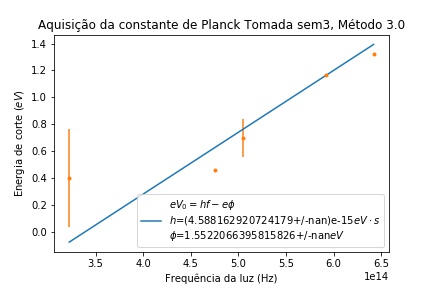 Aquisição da constante de Planck Tomada sem3, Método 3.0
Energia de corte (eV)
1.4
1.2
1.0
0.8
0.6
0.4
0.2
0.0
eV₀ = hf − eϕ
h=(4.588162920724179+/-nan)e-15eV · s
ϕ=1.5522066395815826+/-naneV
3.5 4.0 4.5 5.0 5.5 6.0 6.5
1e14
Frequência da luz (Hz)